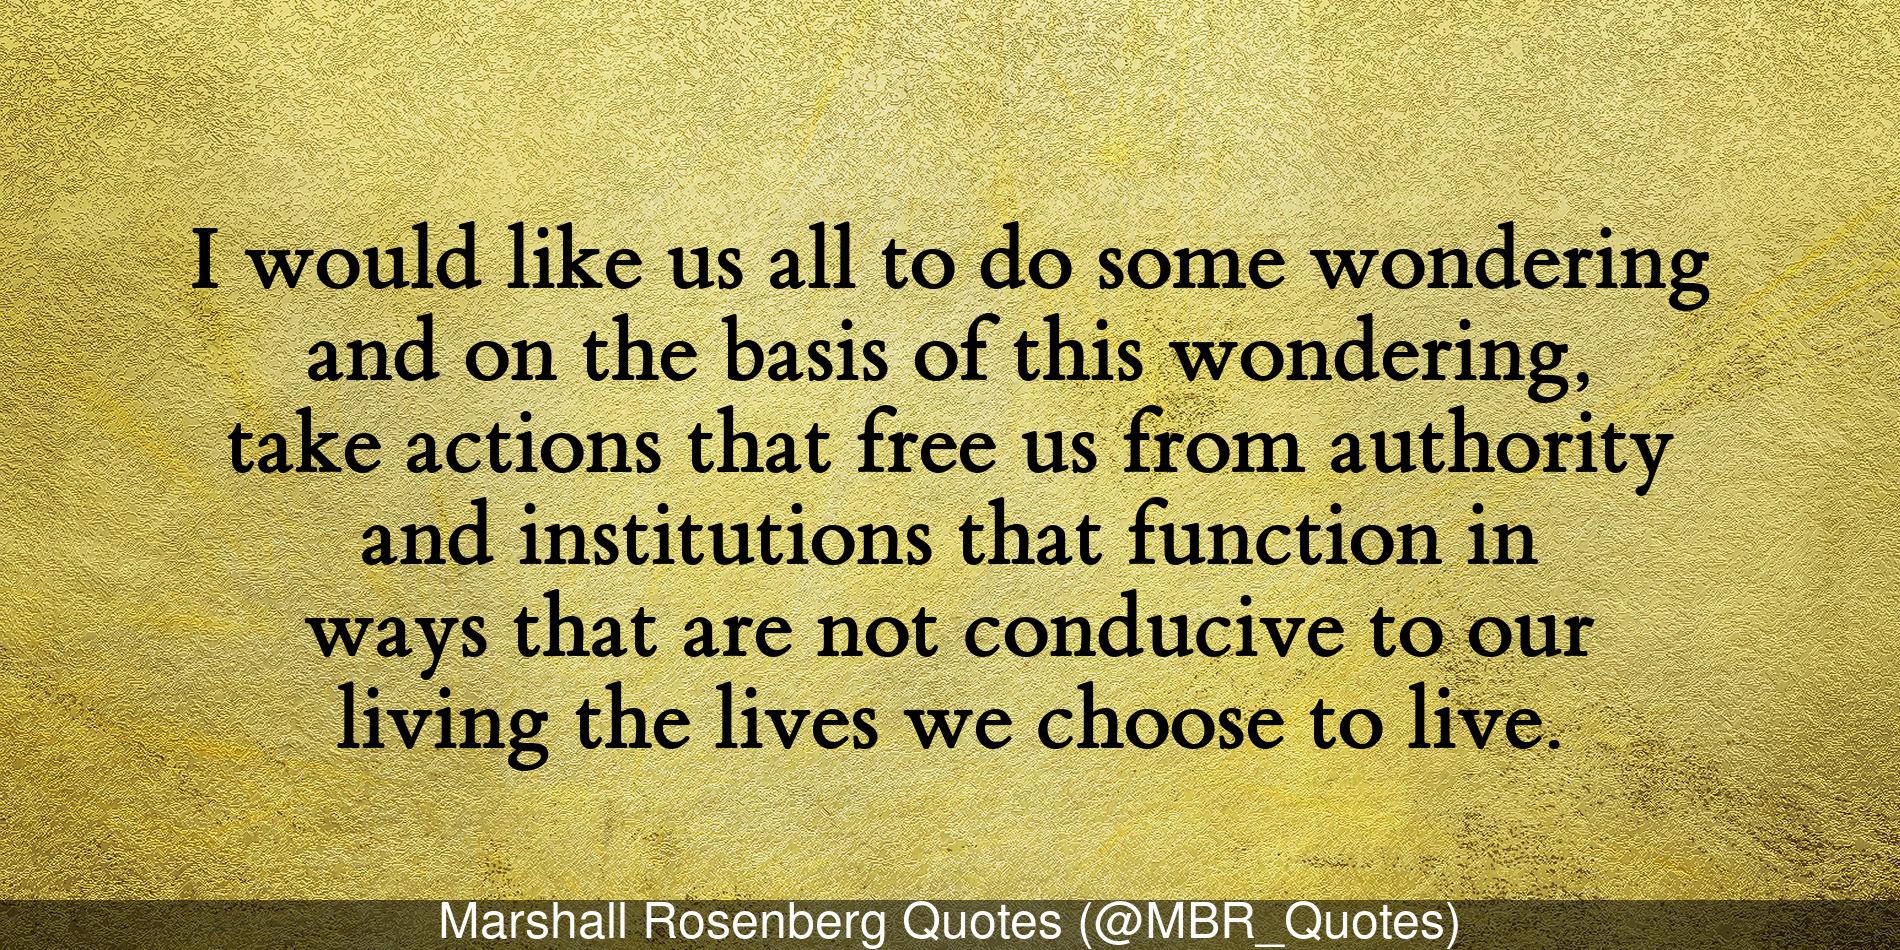 I would like us all to do some wondering
and on the basis of this wondering,
take actions that free us from authority
and institutions that function in
ways that are not conducive to our
living the lives we choose to live.
Marshall Rosenberg Quotes (@MBR_Quotes)